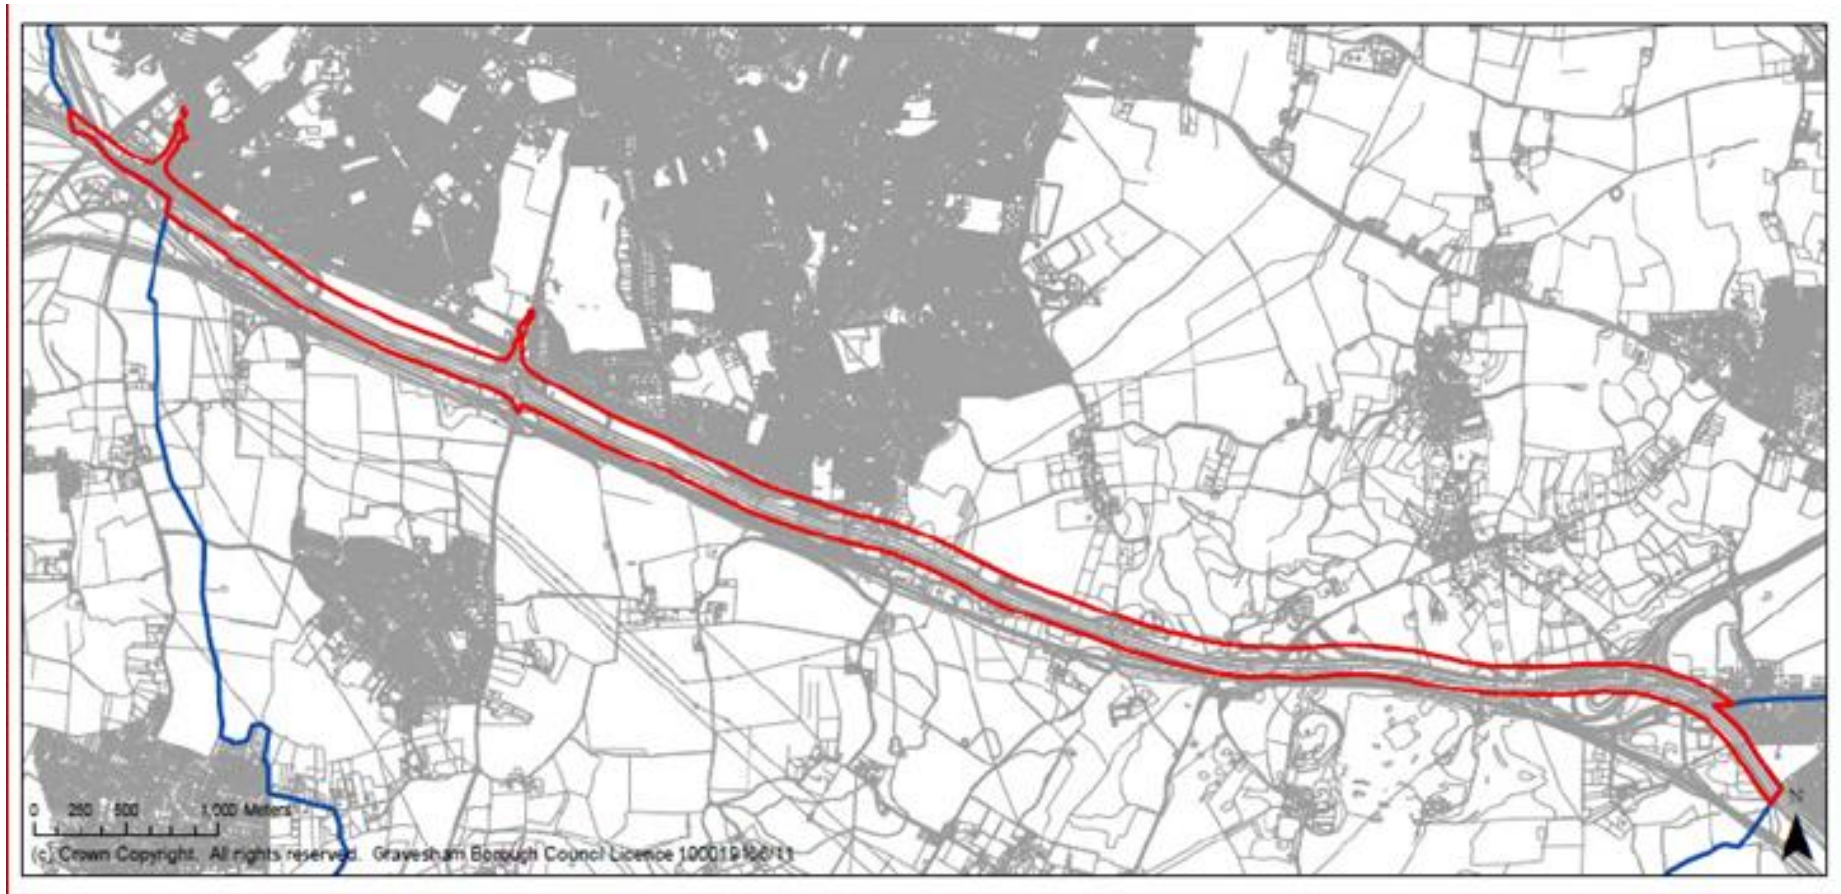 0 250 500 1,000 Meters
(c) Crown Copyright. All rights reserved. Gravesham Borough Council Licence
N